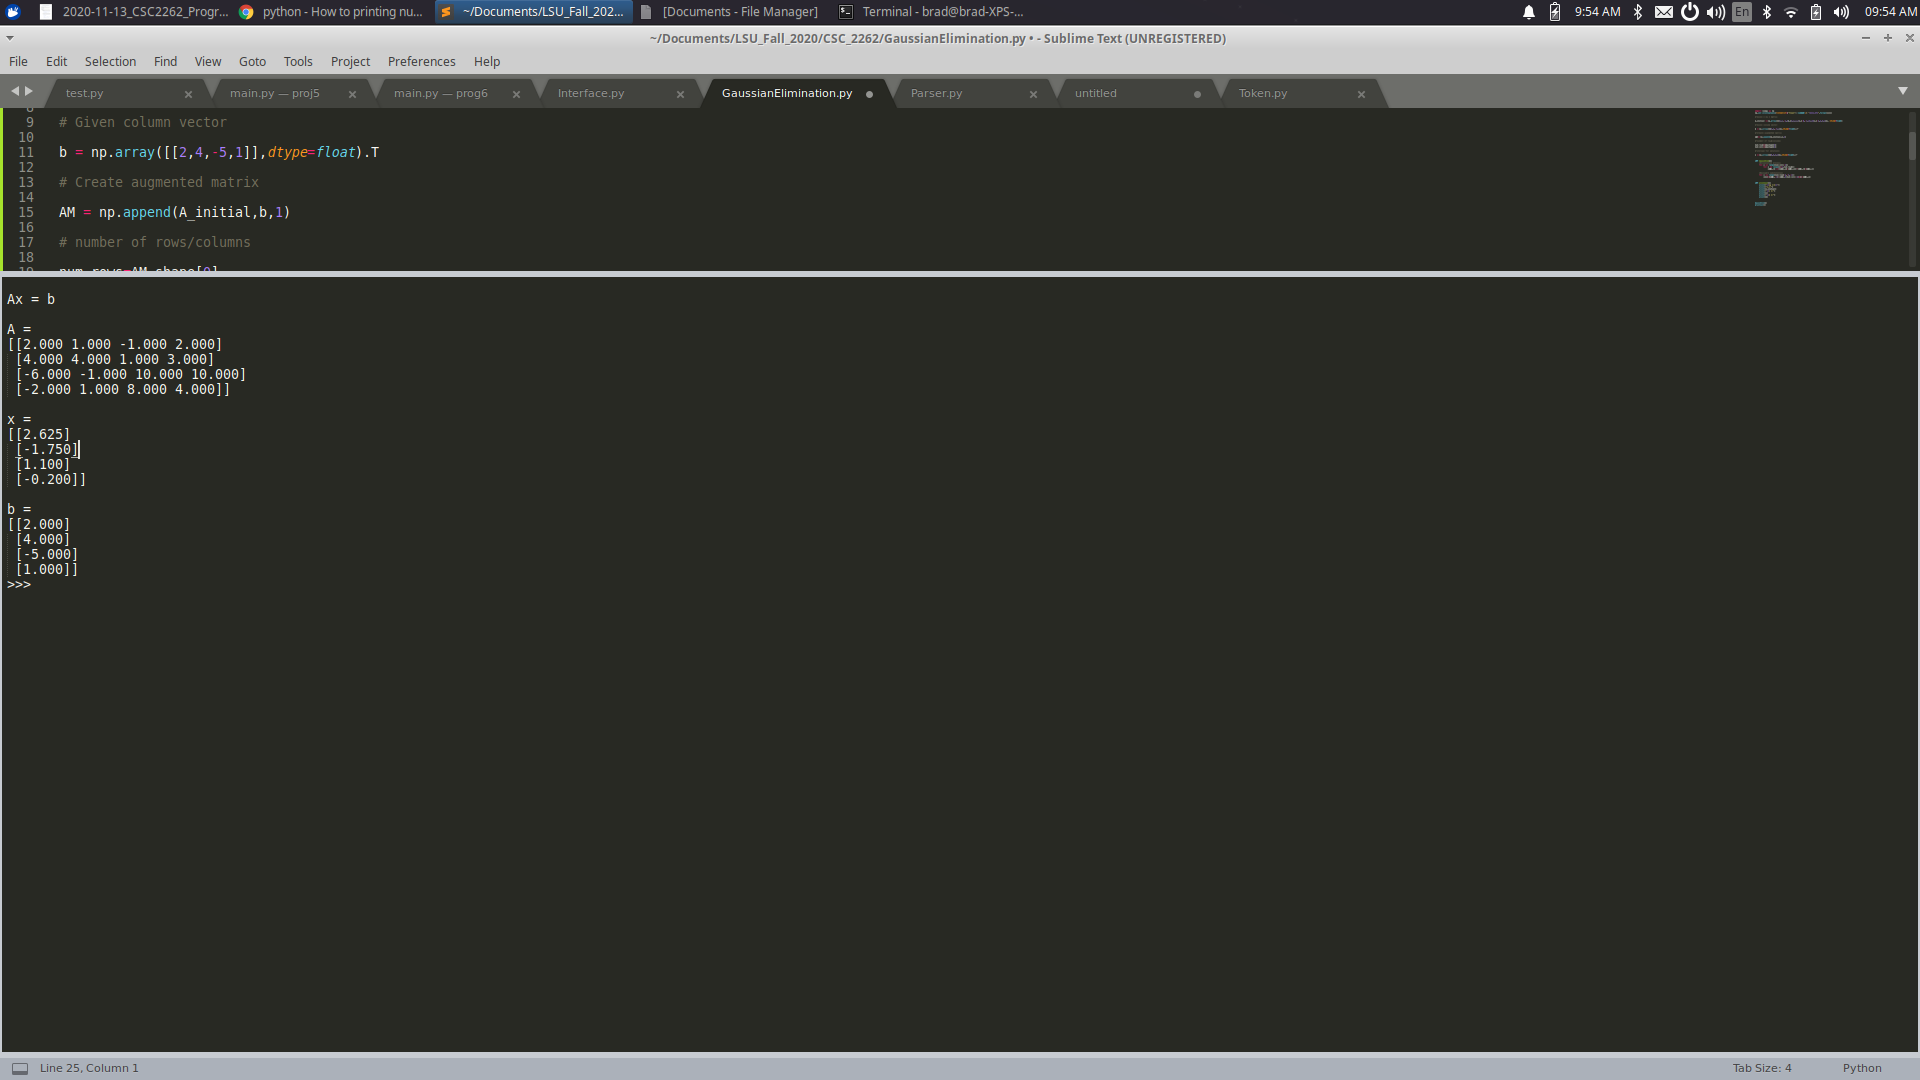 2020-11-13_CSC2262_Progr... python - How to printing nu... ~/Documents/LSU_Fall_202... [Documents - File Manager] Terminal - brad@brad-XPS-... 9:54 AM En 09:54 AM
~/Documents/LSU_Fall_2020/CSC_2262/GaussianElimination.py • - Sublime Text (UNREGISTERED)
File Edit Selection Find View Goto Tools Project Preferences Help
test.py main.py — proj5 main.py — prog6 Interface.py GaussianElimination.py Parser.py untitled Token.py
8
9 # Given column vector
10
11 b = np.array([[2,4,-5,1]],dtype=float).T
12
13 # Create augmented matrix
14
15 AM = np.append(A_initial,b,1)
16
17 # number of rows/columns
18
19 num_rows=AM.shape[0]
Ax = b
A =
[[2.000 1.000 -1.000 2.000]
[4.000 4.000 1.000 3.000]
[-6.000 -1.000 10.000 10.000]
[-2.000 1.000 8.000 4.000]]
x =
[[2.625]
[-1.750]
[1.100]
[-0.200]]
b =
[[2.000]
[4.000]
[-5.000]
[1.000]]
>>>
Line 25, Column 1 Tab Size: 4 Python